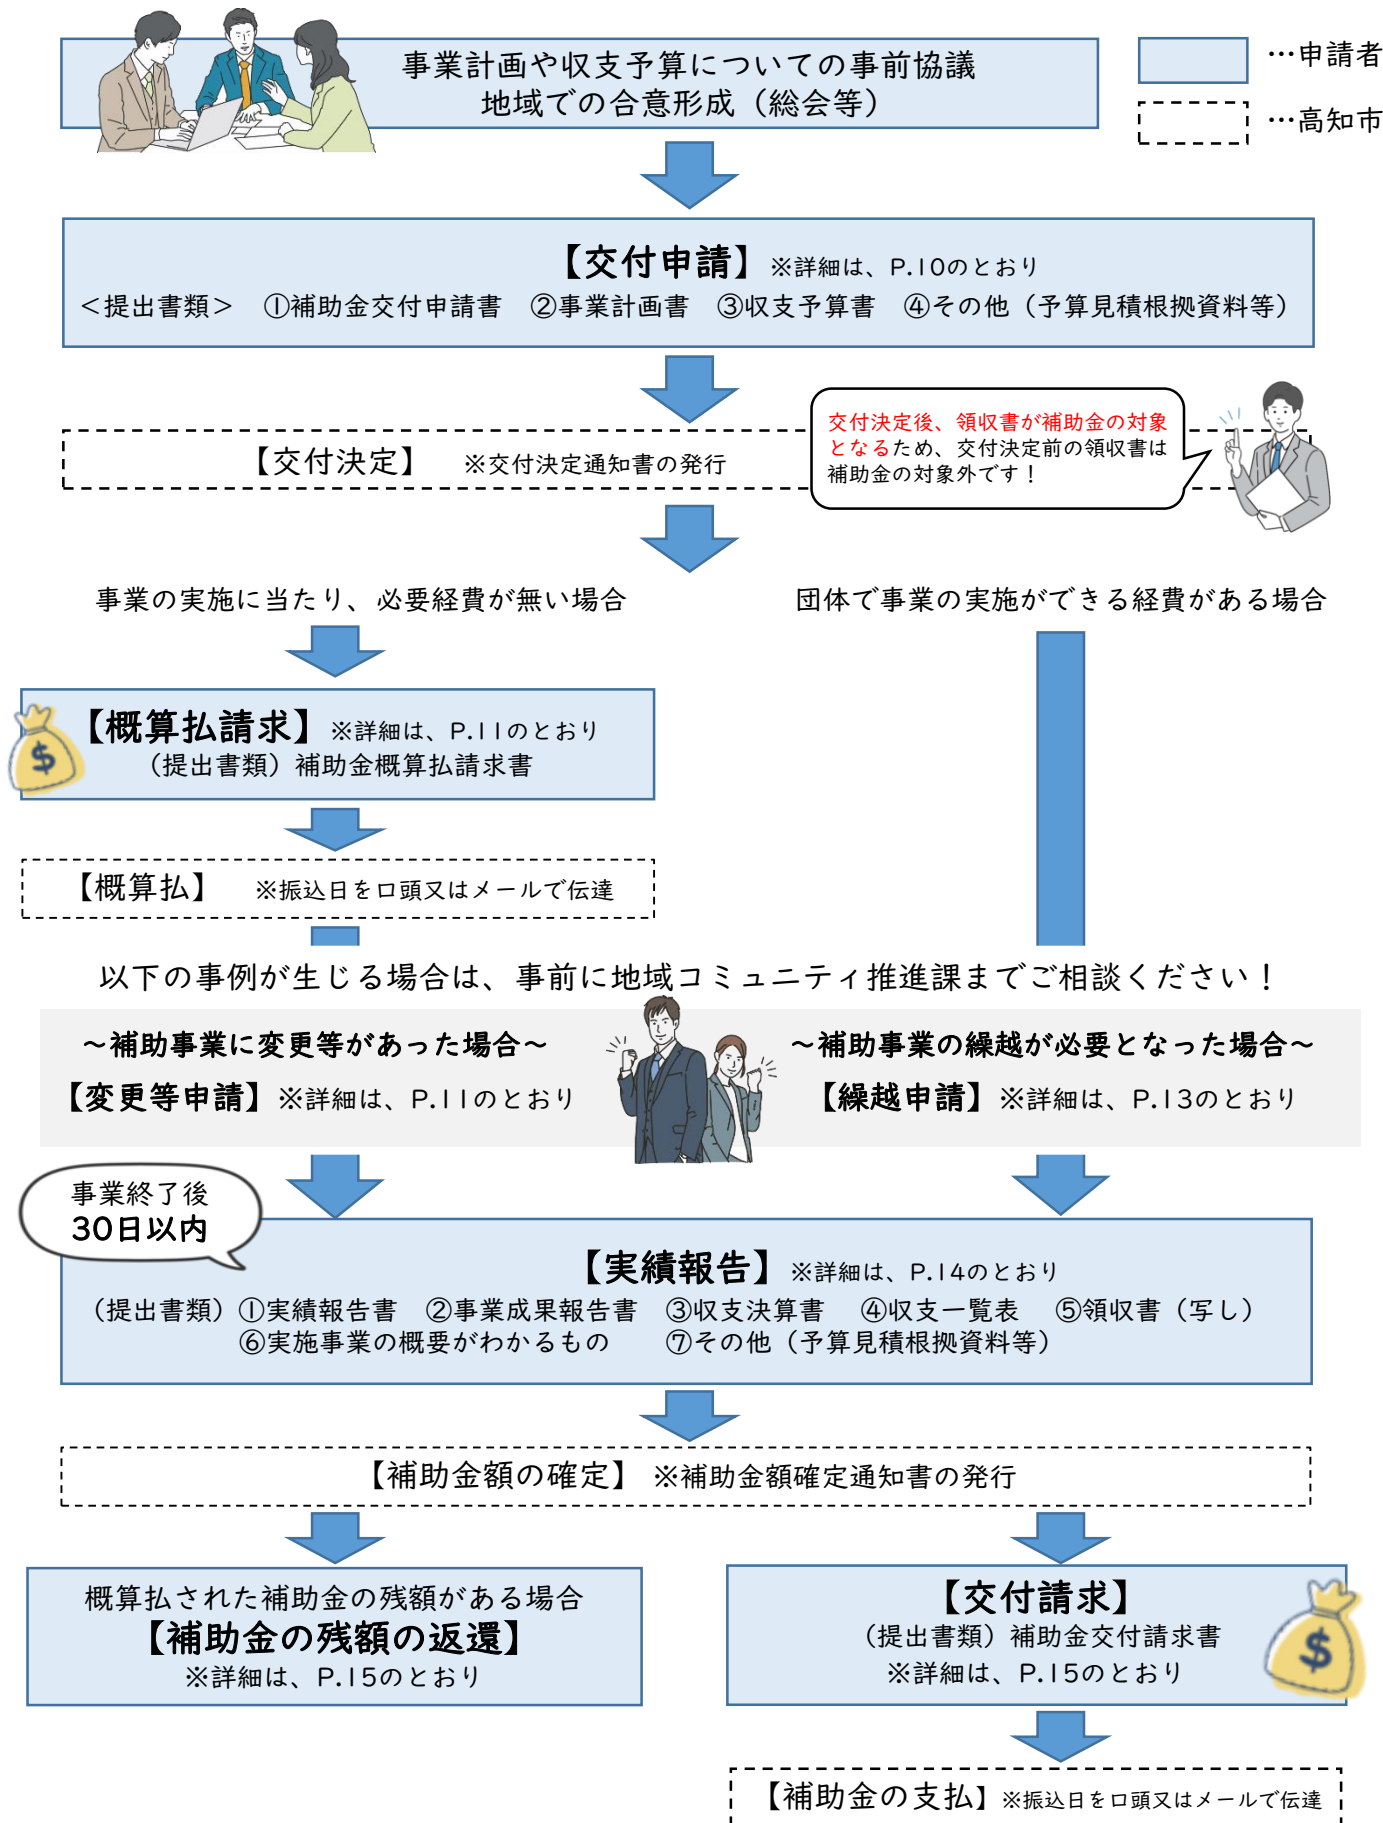 事業計画や収支予算についての事前協議
地域での合意形成（総会等）
…申請者
…高知市
【交付申請】※詳細は、P.10のとおり
＜提出書類＞　①補助金交付申請書　②事業計画書　③収支予算書　④その他（予算見積根拠資料等）
【交付決定】　※交付決定通知書の発行
交付決定後、領収書が補助金の対象
となるため、交付決定前の領収書は
補助金の対象外です！
事業の実施に当たり、必要経費が無い場合
団体で事業の実施ができる経費がある場合
【概算払請求】※詳細は、P.11のとおり
（提出書類）補助金概算払請求書
$
【概算払】　※振込日を口頭又はメールで伝達
以下の事例が生じる場合は、事前に地域コミュニティ推進課までご相談ください！
～補助事業に変更等があった場合～
【変更等申請】※詳細は、P.11のとおり
～補助事業の繰越が必要となった場合～
【繰越申請】※詳細は、P.13のとおり
事業終了後
30日以内
【実績報告】※詳細は、P.14のとおり
（提出書類）①実績報告書　②事業成果報告書　③収支決算書　④収支一覧表　⑤領収書（写し）
⑥実施事業の概要がわかるもの　⑦その他（予算見積根拠資料等）
【補助金額の確定】※補助金額確定通知書の発行
概算払された補助金の残額がある場合
【補助金の残額の返還】
※詳細は、P.15のとおり
【交付請求】
（提出書類）補助金交付請求書
※詳細は、P.15のとおり
$
【補助金の支払】※振込日を口頭又はメールで伝達